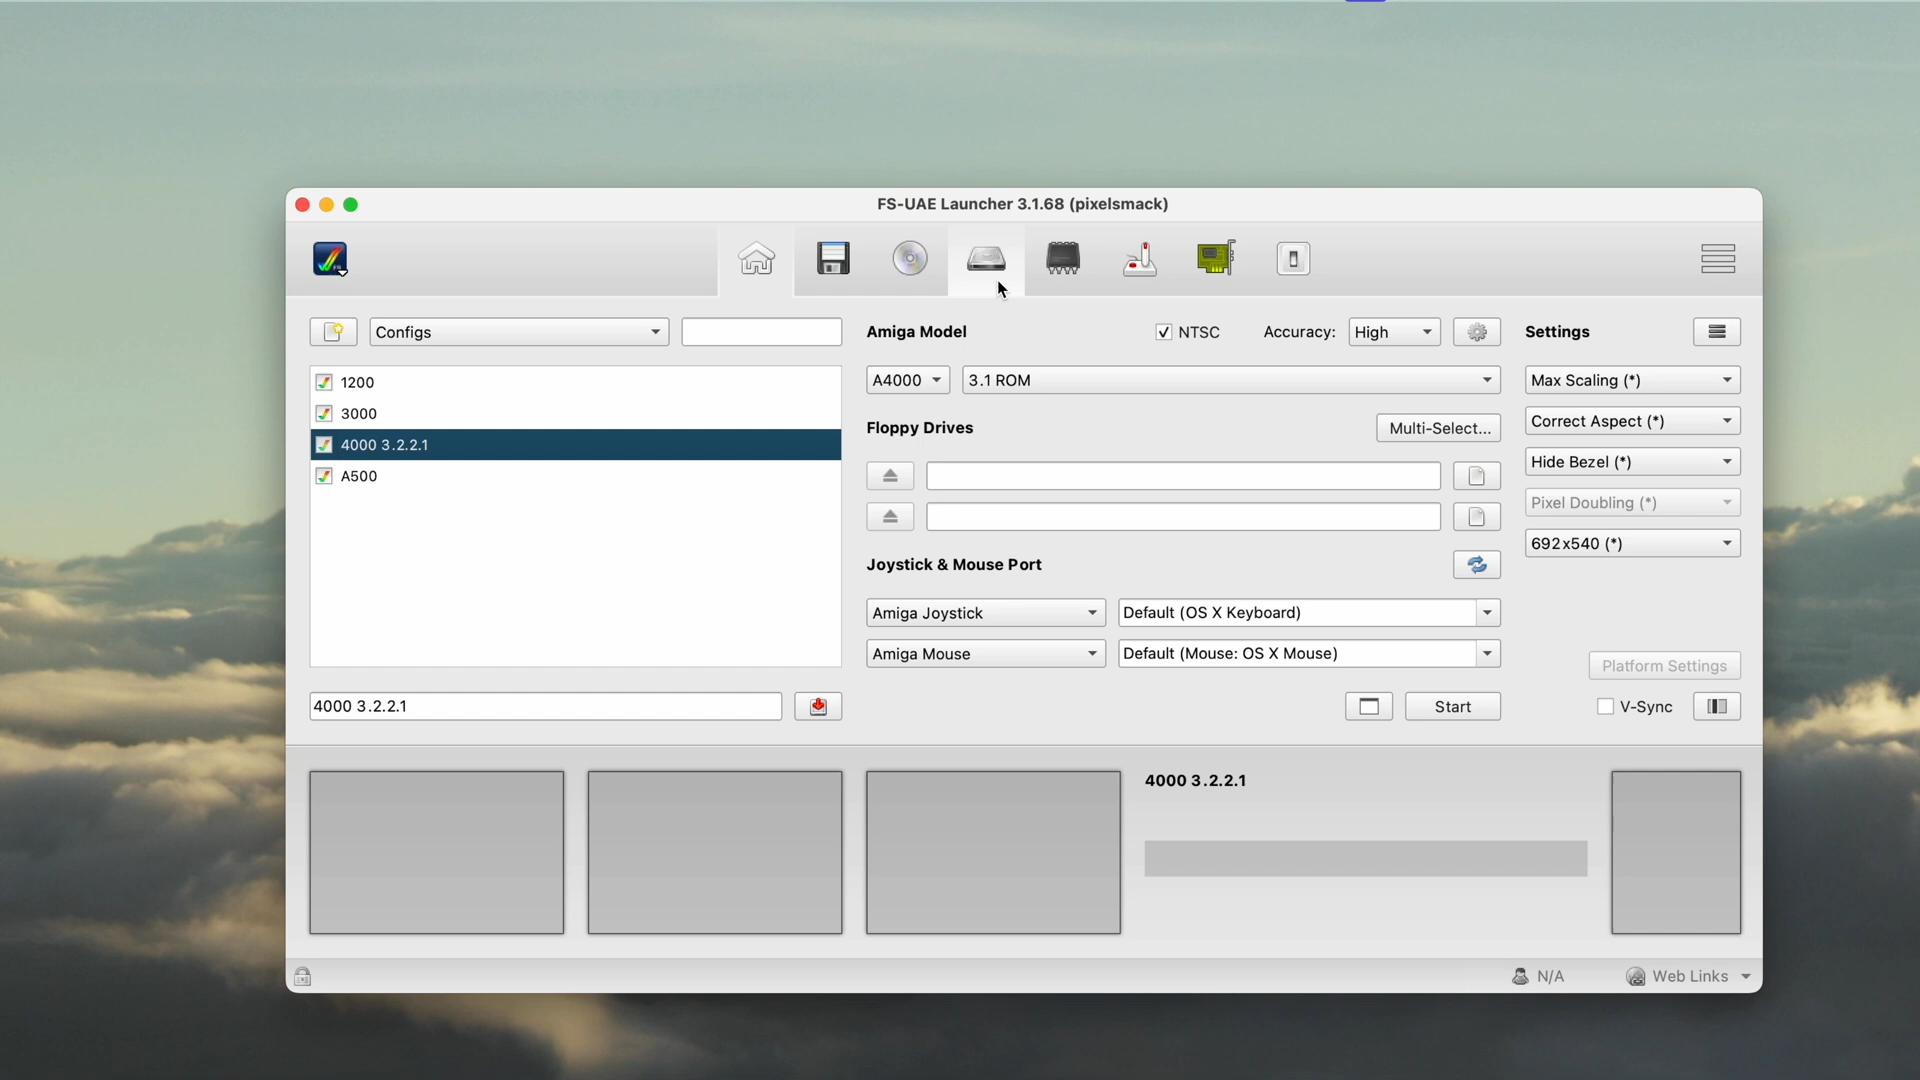 FS-UAE Launcher 3.1.68 (pixelsmack)
Configs
1200
3000
4000 3.2.2.1
A500
4000 3.2.2.1
Amiga Model
NTSC
Accuracy:
High
A4000
3.1 ROM
Floppy Drives
Multi-Select...
Joystick & Mouse Port
Amiga Joystick
Default (OS X Keyboard)
Amiga Mouse
Default (Mouse: OS X Mouse)
Start
Settings
Max Scaling (*)
Correct Aspect (*)
Hide Bezel (*)
Pixel Doubling (*)
692x540 (*)
Platform Settings
V-Sync
4000 3.2.2.1
N/A
Web Links